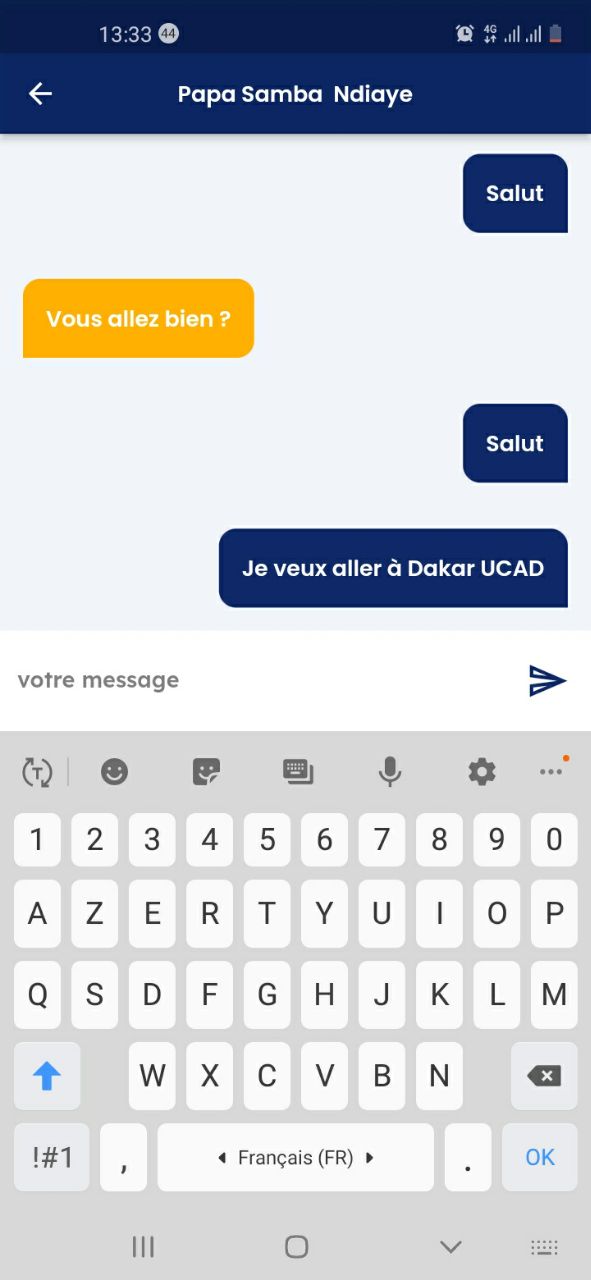 13:33 44 4G
Papa Samba Ndiaye
Salut
Vous allez bien ?
Salut
Je veux aller à Dakar UCAD
votre message
T
1 2 3 4 5 6 7 8 9 0
A Z E R T Y U I O P
Q S D F G H J K L M
W X C V B N
!#1 , Français (FR) . OK